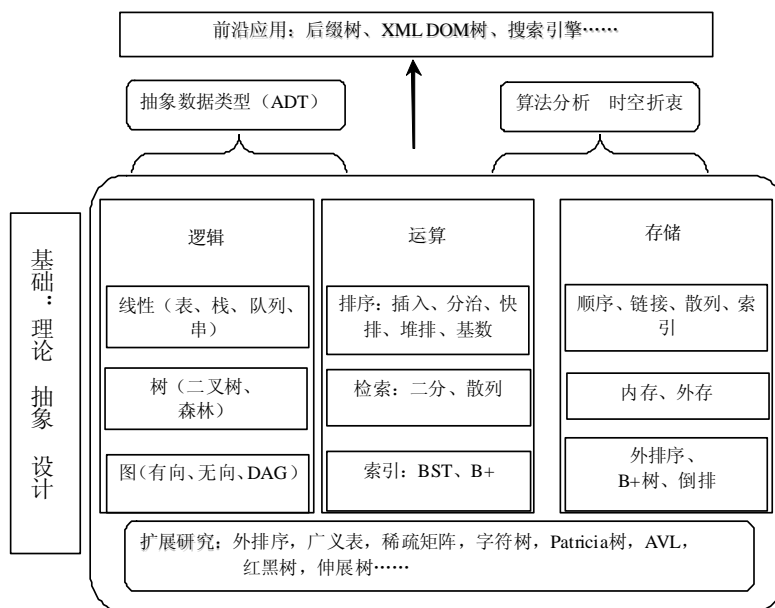 前沿应用：后缀树、XML DOM树、搜索引擎……
抽象数据类型（ADT）
算法分析 时空折衷
基础：理论 抽象 设计
逻辑
线性（表、栈、队列、
串）
树（二叉树、
森林）
图（有向、无向、DAG）
运算
排序：插入、分治、快
排、堆排、基数
检索：二分、散列
索引：BST、B+
存储
顺序、链接、散列、索
引
内存、外存
外排序、
B+树、倒排
扩展研究：外排序，广义表，稀疏矩阵，字符树，Patricia树，AVL，
红黑树，伸展树……